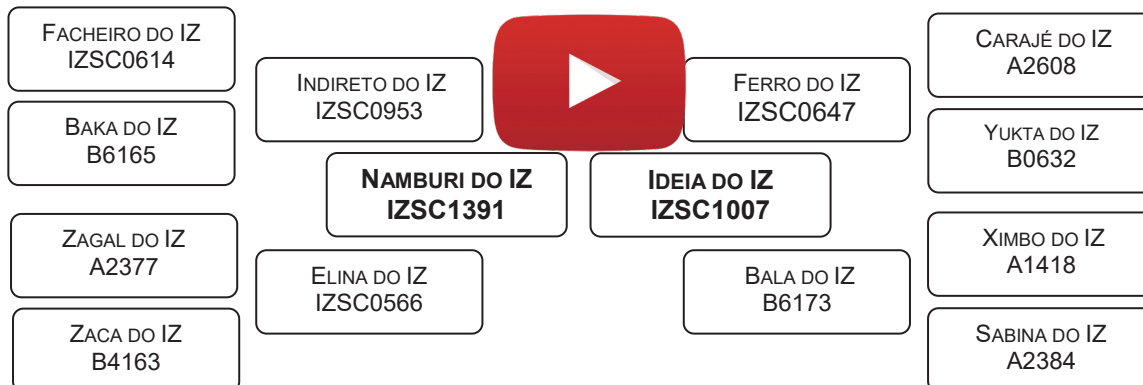 FACHEIRO DO IZ
IZSC0614
BAKA DO IZ
B6165
ZAGAL DO IZ
A2377
ZACA DO IZ
B4163
INDIRETO DO IZ
IZSC0953
ELINA DO IZ
IZSC0566
NAMBURI DO IZ
IZSC1391
IDEIA DO IZ
IZSC1007
FERRO DO IZ
IZSC0647
BALA DO IZ
B6173
CARAJÉ DO IZ
A2608
YUKTA DO IZ
B0632
XIMBO DO IZ
A1418
SABINA DO IZ
A2384